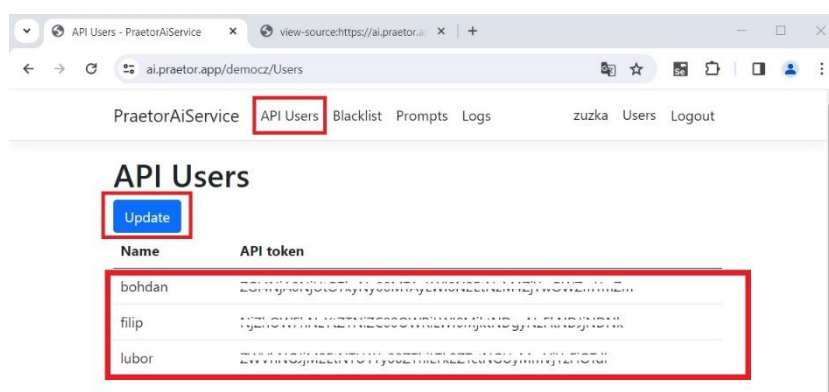 API Users - PraetorAiService
view-source:https://ai.praetor.a
ai.praetor.app/democz/Users
PraetorAiService API Users Blacklist Prompts Logs zuzka Users Logout
API Users
Update
Name API token
bohdan
filip
lubor